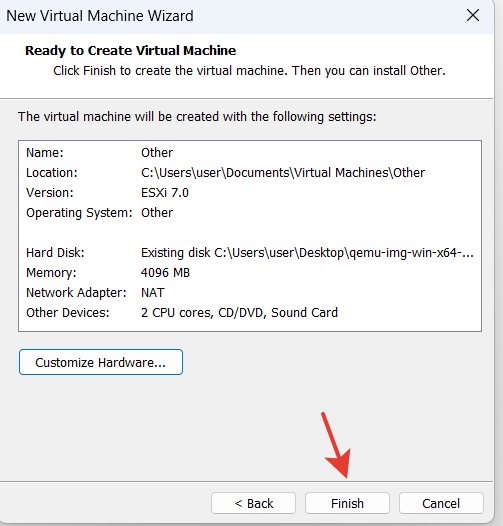 New Virtual Machine Wizard
Ready to Create Virtual Machine
Click Finish to create the virtual machine. Then you can install Other.
The virtual machine will be created with the following settings:
Name: Other
Location: C:\Users\user\Documents\Virtual Machines\Other
Version: ESXi 7.0
Operating System: Other
Hard Disk: Existing disk C:\Users\user\Desktop\qemu-img-win-x64-...
Memory: 4096 MB
Network Adapter: NAT
Other Devices: 2 CPU cores, CD/DVD, Sound Card
Customize Hardware...
< Back Finish Cancel